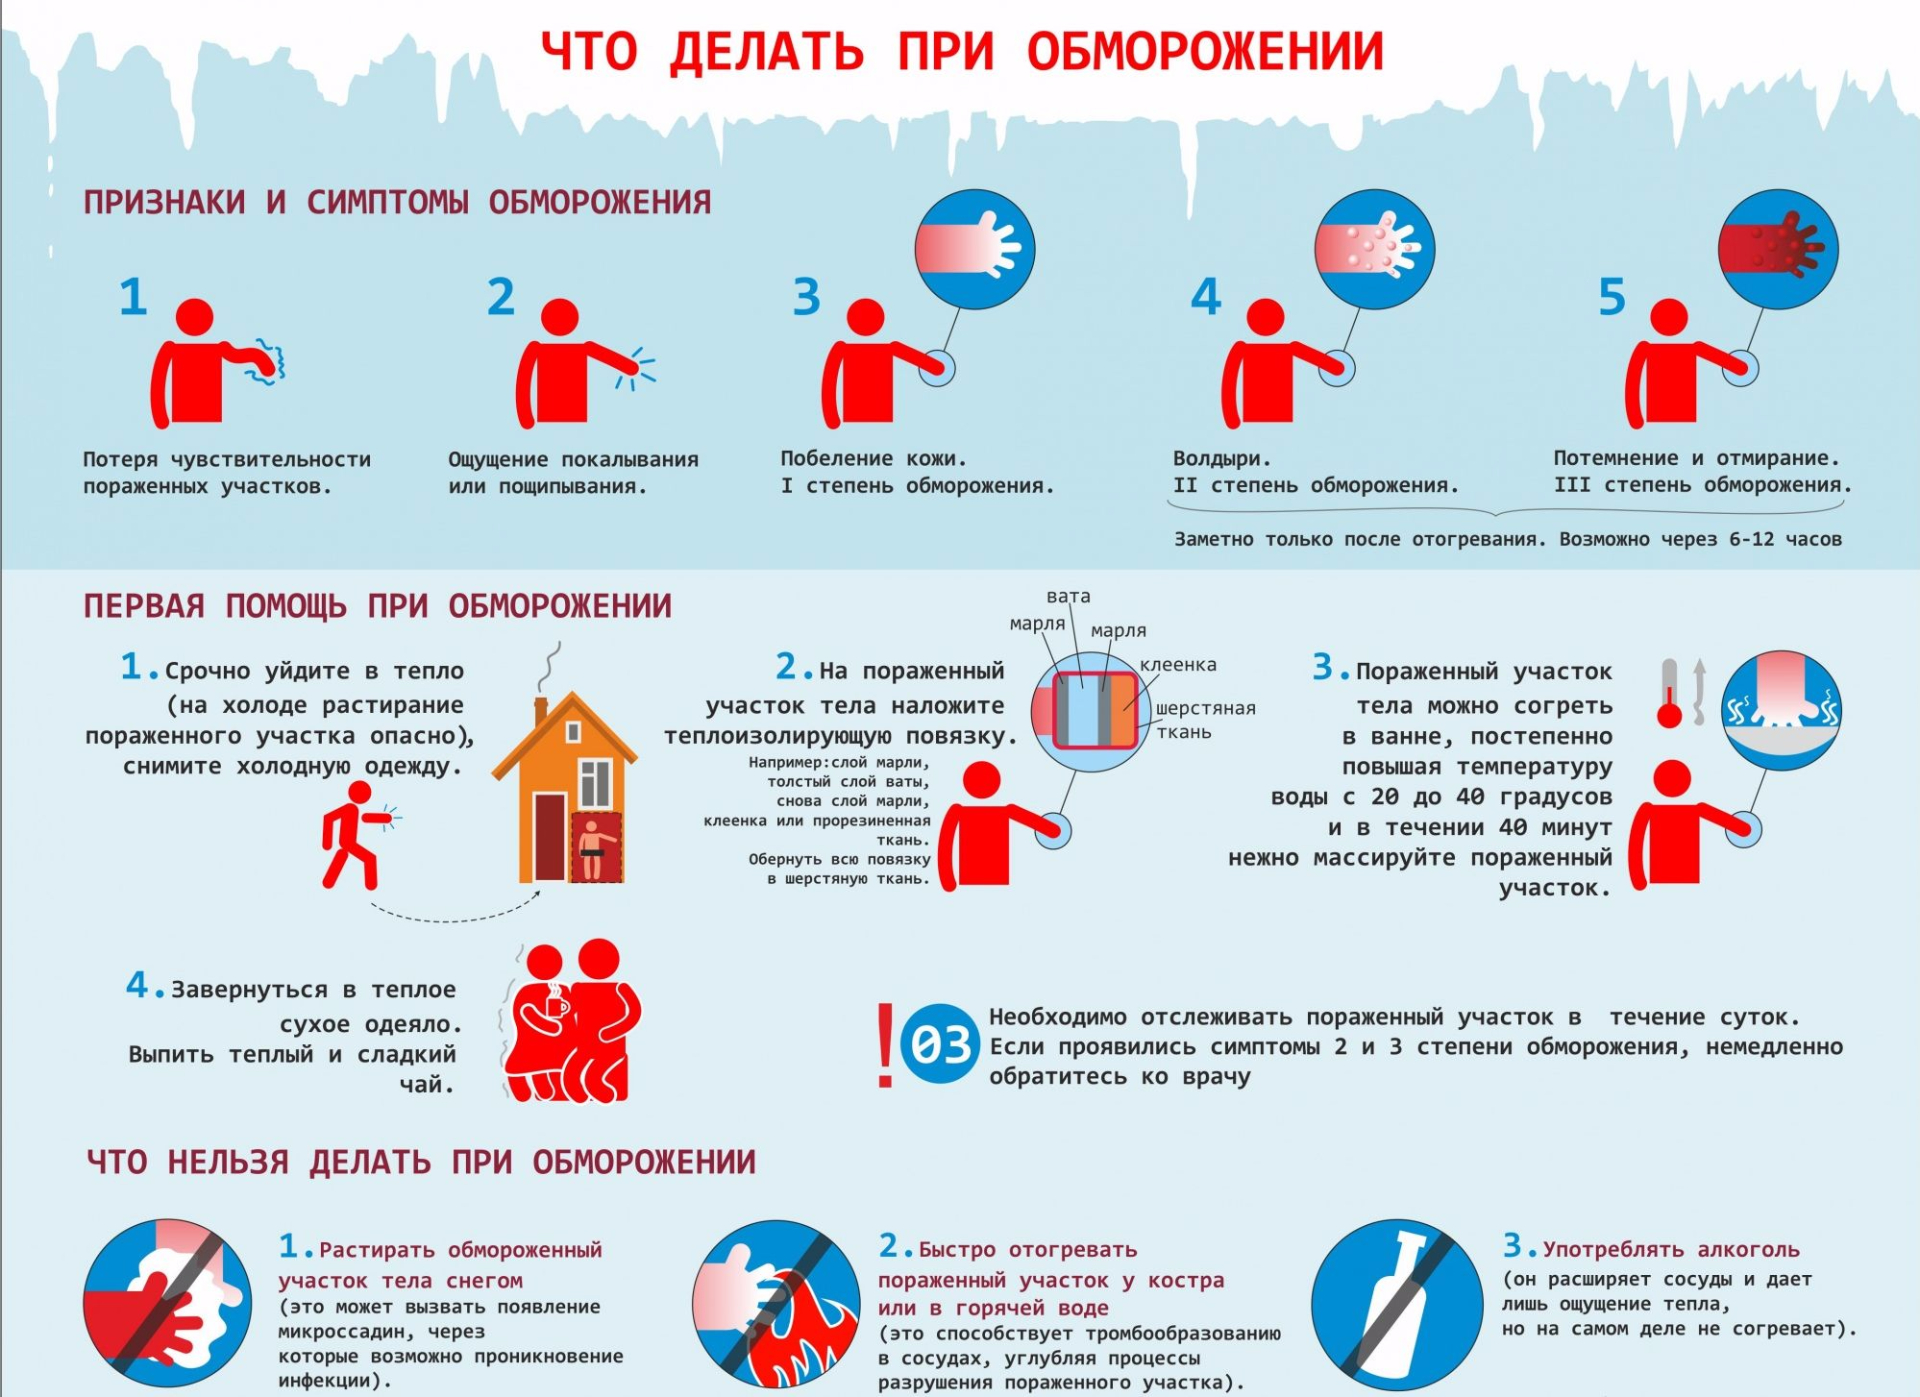 ЧТО ДЕЛАТЬ ПРИ ОБМОРОЖЕНИИ
ПРИЗНАКИ И СИМПТОМЫ ОБМОРОЖЕНИЯ
1
Потеря чувствительности
пораженных участков.
2
Ощущение покалывания
или пощипывания.
3
Побеление кожи.
I степень обморожения.
4
Волдыри.
II степень обморожения.
5
Потемнение и отмирание.
III степень обморожения.
Заметно только после отогревания. Возможно через 6-12 часов
ПЕРВАЯ ПОМОЩЬ ПРИ ОБМОРОЖЕНИИ
1. Срочно уйдите в тепло
(на холоде растирание
пораженного участка опасно),
снимите холодную одежду.
2. На пораженный
участок тела наложите
теплоизолирующую повязку.
Например:слой марли,
толстый слой ваты,
снова слой марли,
клеенка или прорезиненная
ткань.
Обернуть всю повязку
в шерстяную ткань.
вата
марля
марля
клеенка
шерстяная
ткань
3. Пораженный участок
тела можно согреть
в ванне, постепенно
повышая температуру
воды с 20 до 40 градусов
и в течении 40 минут
нежно массируйте пораженный
участок.
4. Завернуться в теплое
сухое одеяло.
Выпить теплый и сладкий
чай.
! 03
Необходимо отслеживать пораженный участок в течение суток.
Если проявились симптомы 2 и 3 степени обморожения, немедленно
обратитесь ко врачу
ЧТО НЕЛЬЗЯ ДЕЛАТЬ ПРИ ОБМОРОЖЕНИИ
1. Растирать обмороженный
участок тела снегом
(это может вызвать появление
микроссадин, через
которые возможно проникновение
инфекции).
2. Быстро отогревать
пораженный участок у костра
или в горячей воде
(это способствует тромбообразованию
в сосудах, углубляя процессы
разрушения пораженного участка).
3. Употреблять алкоголь
(он расширяет сосуды и дает
лишь ощущение тепла,
но на самом деле не согревает).